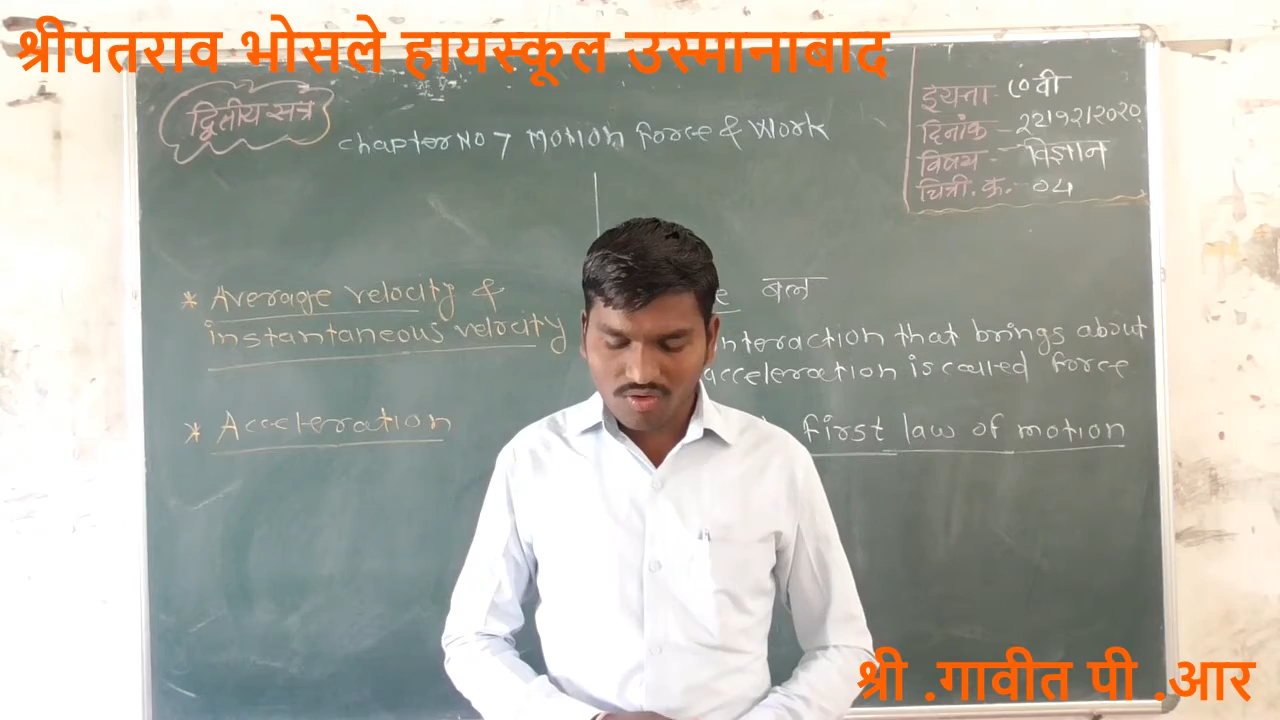 श्रीपतराव भोसले हायस्कूल उस्मानाबाद
द्वितीय सत्र
chapter NO 7 Motion Force & Work
इयत्ता - ७ वी
दिनांक - २२/१२/२०२०
विषय - विज्ञान
चित्री. क्र. - ०४
* Average velocity &
instantaneous velocity
* Acceleration
बल
interaction that brings about
acceleration is called Force
first law of motion
श्री .गावीत पी .आर